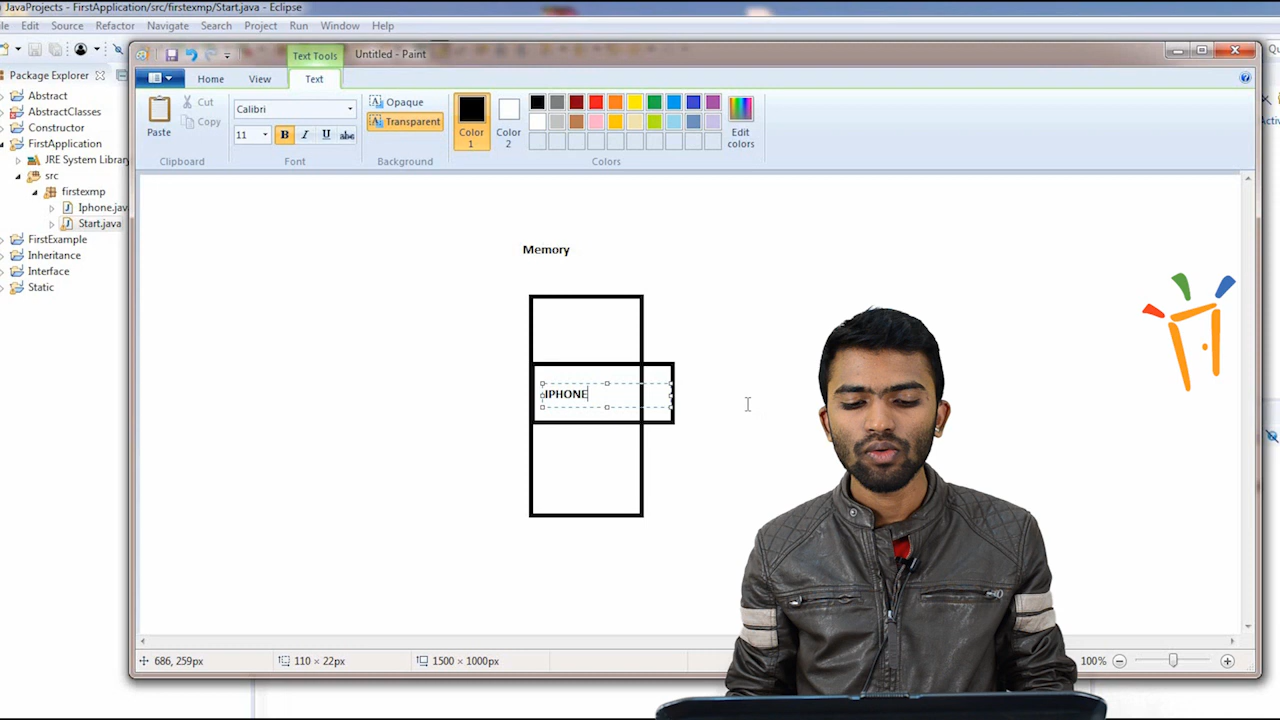 JavaProjects - FirstApplication/src/firstexmp/Start.java - Eclipse
Edit Source Refactor Navigate Search Project Run Window Help
Package Explorer
Abstract
AbstractClasses
Constructor
FirstApplication
JRE System Library
src
firstexmp
Iphone.jav
Start.java
FirstExample
Inheritance
Interface
Static
Text Tools
Untitled - Paint
Home View Text
Paste
Cut
Copy
Clipboard
Calibri
11 B I U abc
Font
Opaque
Transparent
Background
Color 1
Color 2
Edit colors
Colors
Memory
IPHONE
686, 259px
110 × 22px
1500 × 1000px
100%